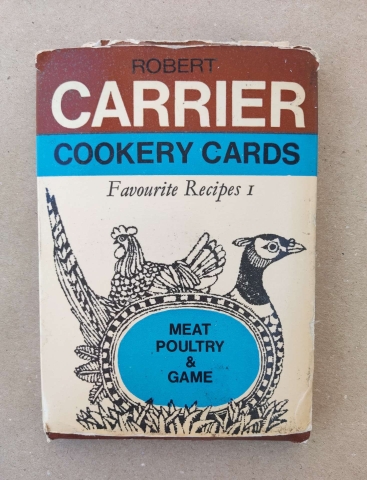 ROBERT
CARRIER
COOKERY CARDS
Favourite Recipes 1
MEAT
POULTRY
&
GAME